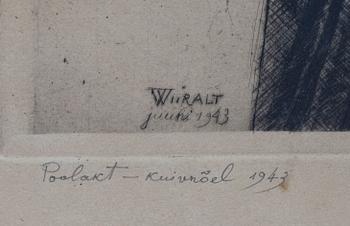 WIIRALT
juuni 1943
Poolakt – kuivnõel 1943